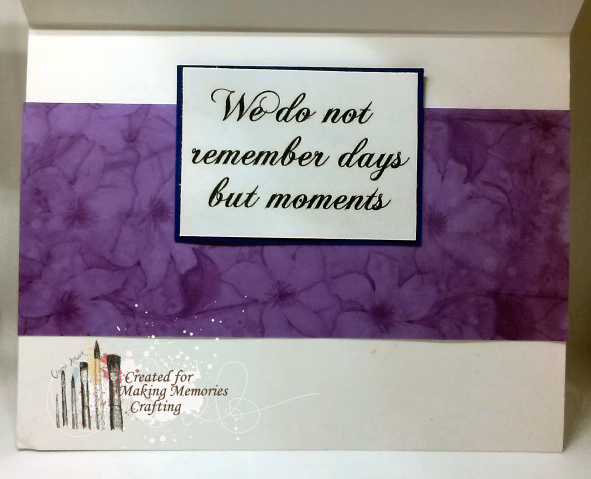 We do not
remember days
but moments
Created for
Making Memories
Crafting